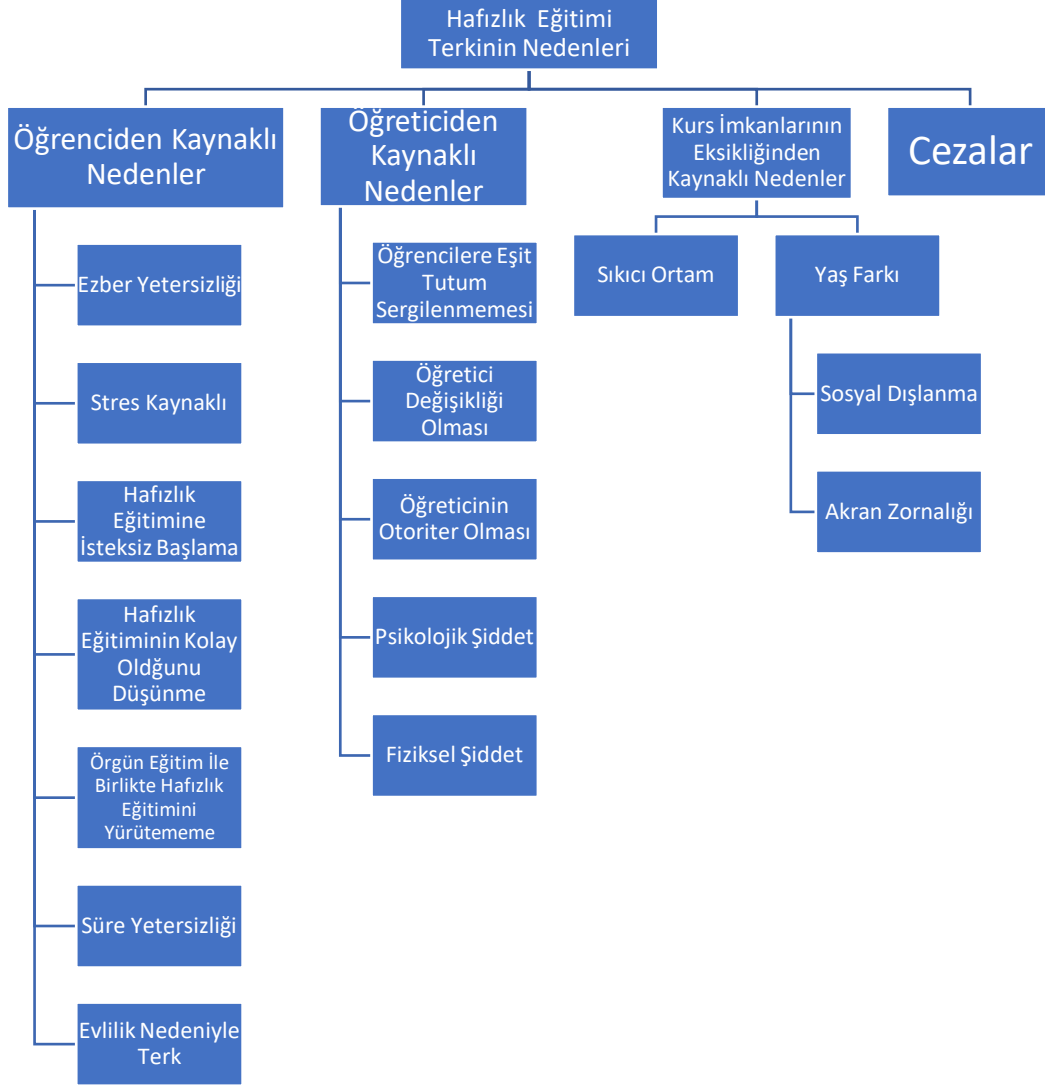 Hafızlık Eğitimi
Terkinin Nedenleri
Öğrenciden Kaynaklı
Nedenler
Ezber Yetersizliği
Stres Kaynaklı
Hafızlık
Eğitimine
İsteksiz Başlama
Hafızlık
Eğitiminin Kolay
Oldğunu
Düşünme
Örgün Eğitim İle
Birlikte Hafızlık
Eğitimini
Yürütememe
Süre Yetersizliği
Evlilik Nedeniyle
Terk
Öğreticiden
Kaynaklı
Nedenler
Öğrencilere Eşit
Tutum
Sergilenmemesi
Öğretici
Değişikliği
Olması
Öğreticinin
Otoriter Olması
Psikolojik Şiddet
Fiziksel Şiddet
Kurs İmkanlarının
Eksikliğinden
Kaynaklı Nedenler
Sıkıcı Ortam
Yaş Farkı
Sosyal Dışlanma
Akran Zornalığı
Cezalar